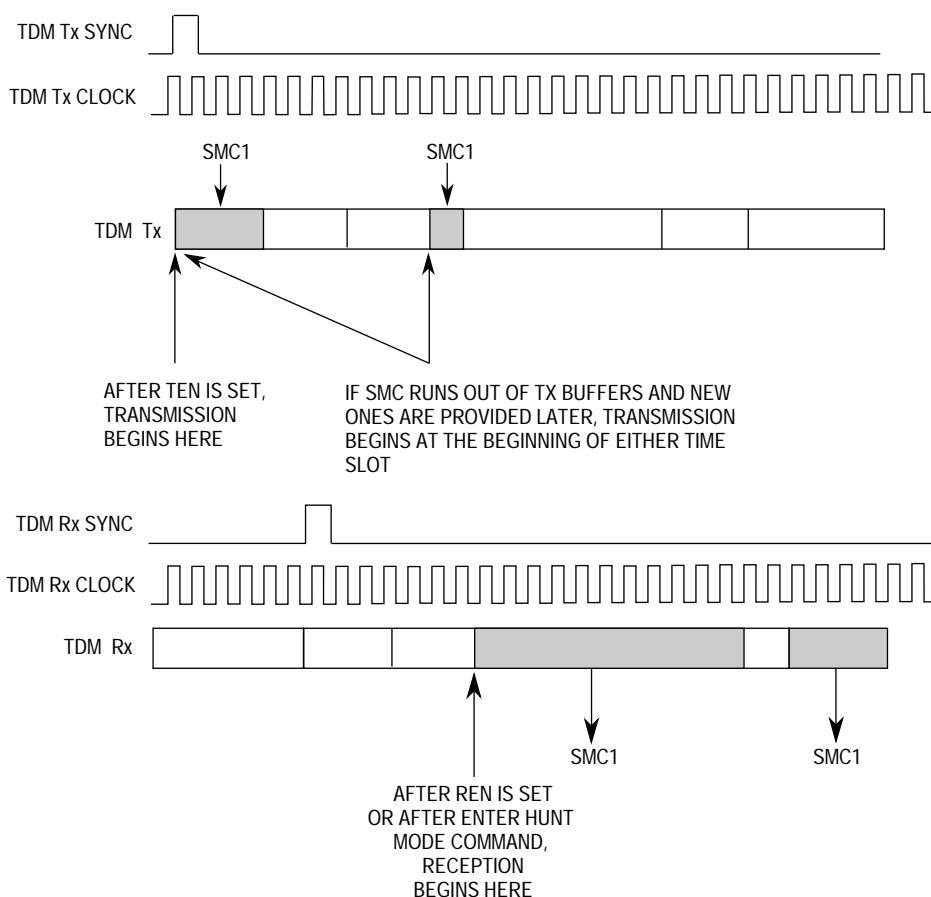 TDM Tx SYNC
TDM Tx CLOCK
SMC1
SMC1
TDM Tx
AFTER TEN IS SET,
TRANSMISSION
BEGINS HERE
IF SMC RUNS OUT OF TX BUFFERS AND NEW
ONES ARE PROVIDED LATER, TRANSMISSION
BEGINS AT THE BEGINNING OF EITHER TIME
SLOT
TDM Rx SYNC
TDM Rx CLOCK
TDM Rx
SMC1
SMC1
AFTER REN IS SET
OR AFTER ENTER HUNT
MODE COMMAND,
RECEPTION
BEGINS HERE